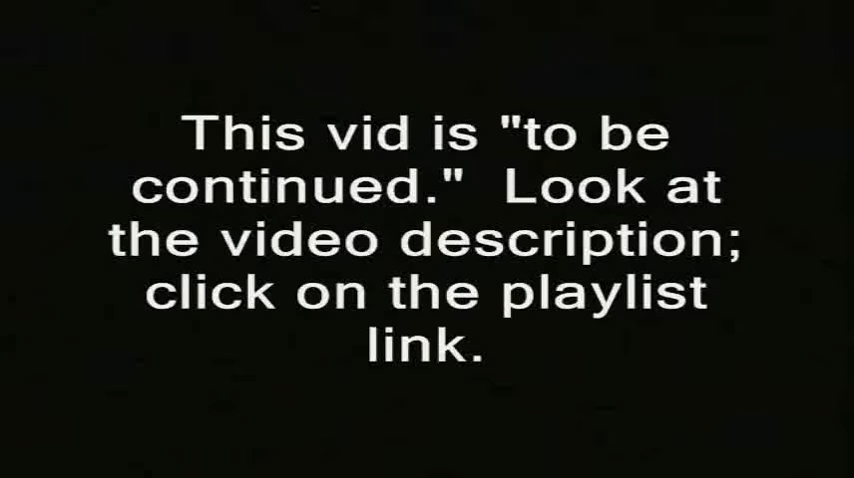 This vid is "to be
continued."  Look at
the video description;
click on the playlist
link.